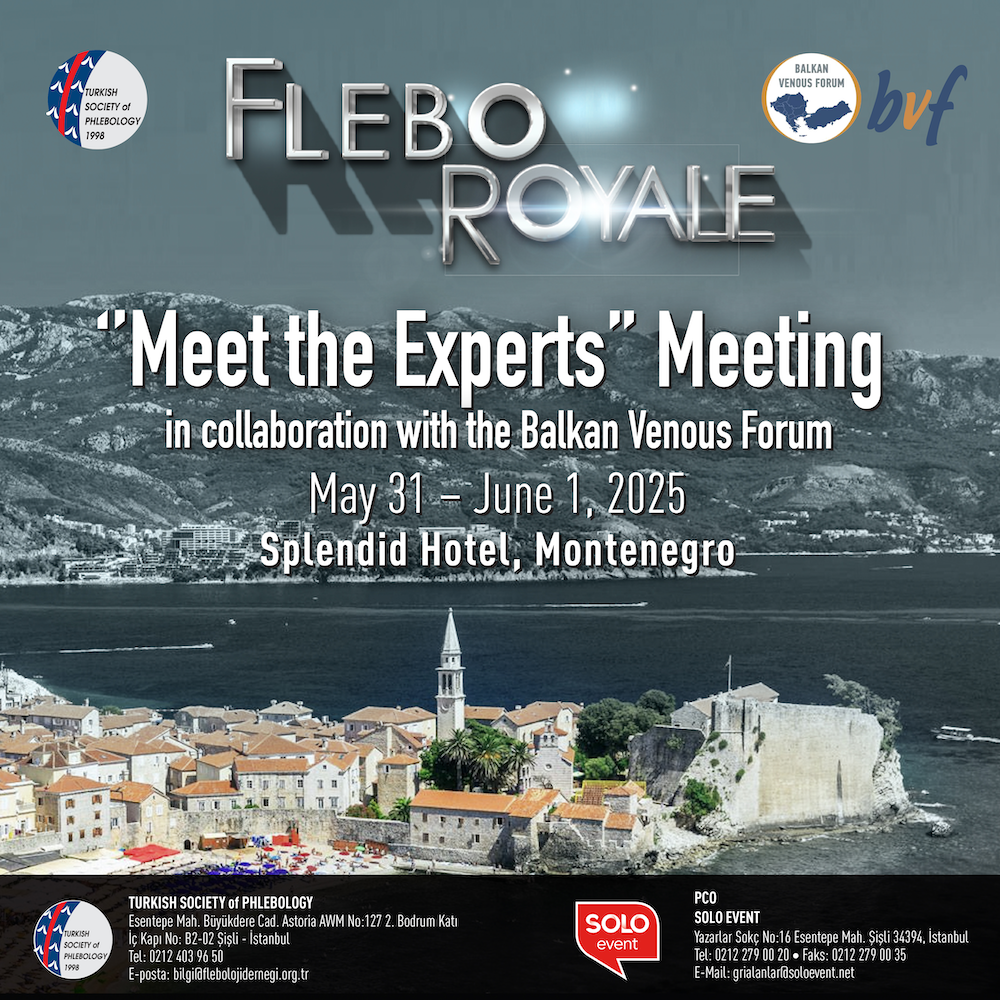 TURKISH
SOCIETY of
PHLEBOLOGY
1998
FLEBO
ROYALE
BALKAN
VENOUS FORUM
bvf
“Meet the Experts” Meeting
in collaboration with the Balkan Venous Forum
May 31 – June 1, 2025
Splendid Hotel, Montenegro
TURKISH
SOCIETY of
PHLEBOLOGY
1998
TURKISH SOCIETY of PHLEBOLOGY
Esentepe Mah. Büyükdere Cad. Astoria AWM No:127 2. Bodrum Katı
İç Kapı No: B2-02 Şişli - İstanbul
Tel: 0212 403 96 50
E-posta: bilgi@flebolojidernegi.org.tr
SOLO
event
PCO
SOLO EVENT
Yazarlar Sokç No:16 Esentepe Mah. Şişli 34394, İstanbul
Tel: 0212 279 00 20 • Faks: 0212 279 00 35
E-Mail: grialanlar@soloevent.net